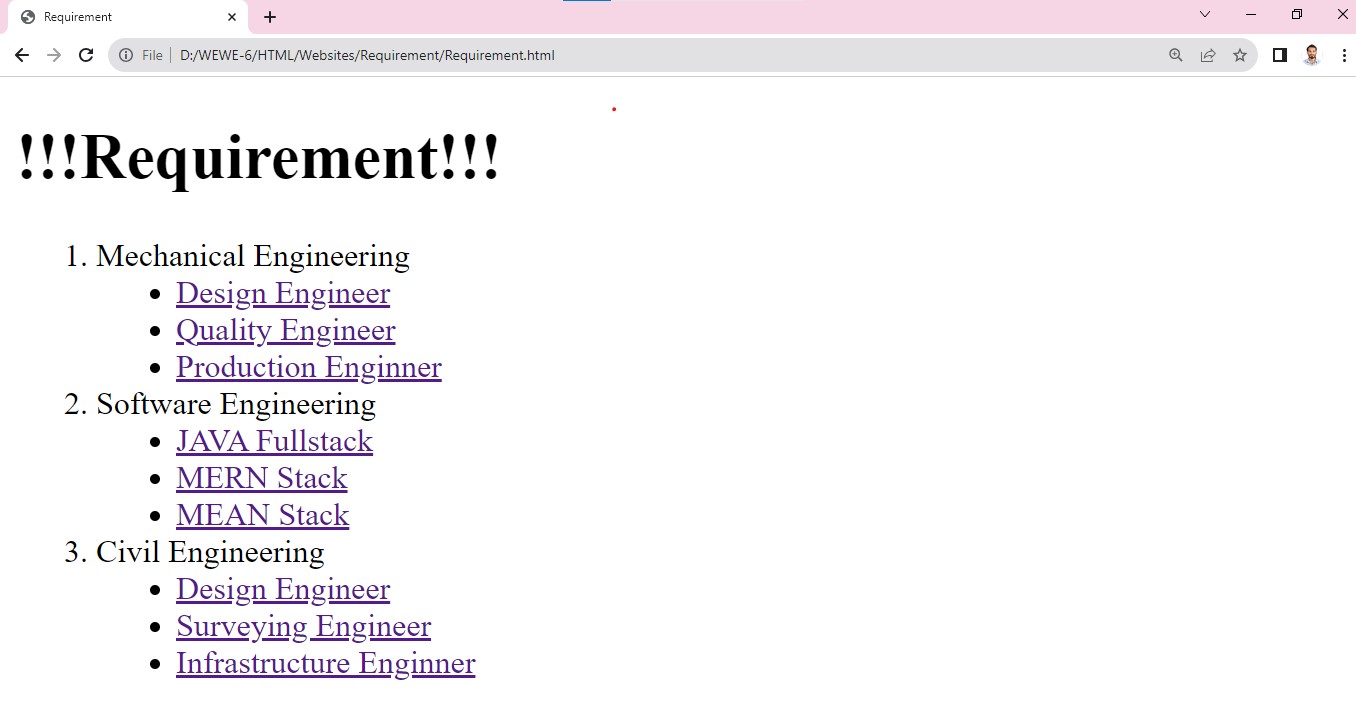 Requirement
File | D:/WEWE-6/HTML/Websites/Requirement/Requirement.html
!!!Requirement!!!
1. Mechanical Engineering
• Design Engineer
• Quality Engineer
• Production Enginner
2. Software Engineering
• JAVA Fullstack
• MERN Stack
• MEAN Stack
3. Civil Engineering
• Design Engineer
• Surveying Engineer
• Infrastructure Enginner